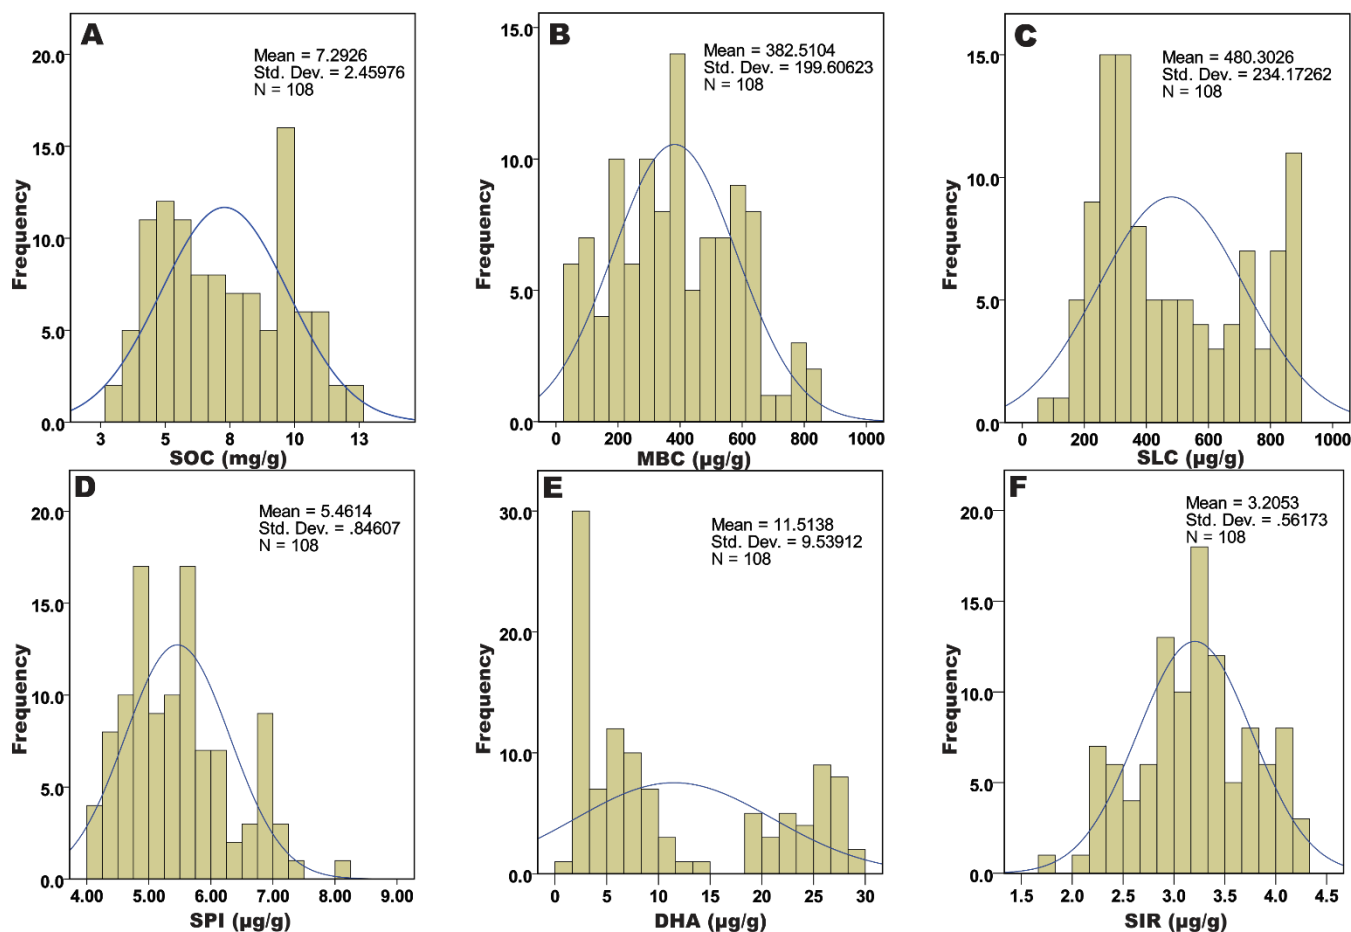 A
Mean = 7.2926
Std. Dev. = 2.45976
N = 108
20.0
15.0
10.0
5.0
0.0
Frequency
3 5 8 10 13
SOC (mg/g)
B
Mean = 382.5104
Std. Dev. = 199.60623
N = 108
15.0
10.0
5.0
0.0
Frequency
0 200 400 600 800 1000
MBC (µg/g)
C
Mean = 480.3026
Std. Dev. = 234.17262
N = 108
15.0
10.0
5.0
0.0
Frequency
0 200 400 600 800 1000
SLC (µg/g)
D
Mean = 5.4614
Std. Dev. = .84607
N = 108
20.0
15.0
10.0
5.0
0.0
Frequency
4.00 5.00 6.00 7.00 8.00 9.00
SPI (µg/g)
E
Mean = 11.5138
Std. Dev. = 9.53912
N = 108
30.0
20.0
10.0
0.0
Frequency
0 5 10 15 20 25 30
DHA (µg/g)
F
Mean = 3.2053
Std. Dev. = .56173
N = 108
20.0
15.0
10.0
5.0
0.0
Frequency
1.5 2.0 2.5 3.0 3.5 4.0 4.5
SIR (µg/g)